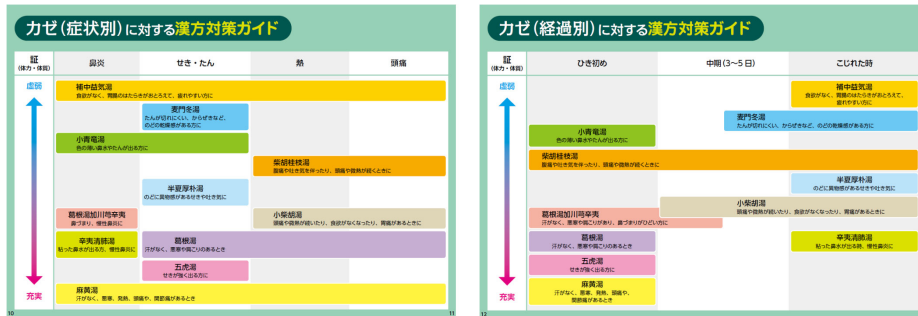 カゼ(症状別)に対する漢方対策ガイド
証
(体力・体質)
鼻炎
せき・たん
熱
頭痛
虚弱
補中益気湯
食欲がなく、胃腸のはたらきがおとろえて、疲れやすい方に
麦門冬湯
たんが切れにくい、からぜきなど、
のどの乾燥感がある方に
小青竜湯
色の薄い鼻水やたんが出る方に
柴胡桂枝湯
腹痛や吐き気を伴ったり、頭痛や微熱が続くときに
半夏厚朴湯
のどに異物感があるせきや吐き気に
葛根湯加川芎辛夷
鼻づまり、慢性鼻炎に
小柴胡湯
頭痛や微熱が続いたり、食欲がなくなったり、胃痛があるときに
辛夷清肺湯
粘った鼻水が出る方、慢性鼻炎に
葛根湯
汗がなく、悪寒や肩こりのあるとき
五虎湯
せきが強く出る方に
麻黄湯
汗がなく、悪寒、発熱、頭痛や、関節痛があるとき
充実
10
11
カゼ(経過別)に対する漢方対策ガイド
証
(体力・体質)
ひき初め
中期(3〜5日)
こじれた時
虚弱
補中益気湯
食欲がなく、胃腸のはたらきがおとろえて、
疲れやすい方に
麦門冬湯
たんが切れにくい、からぜきなど、のどの乾燥感がある方に
小青竜湯
色の薄い鼻水やたんが出る方に
柴胡桂枝湯
腹痛や吐き気を伴ったり、頭痛や微熱が続くときに
半夏厚朴湯
のどに異物感があるせきや吐き気に
小柴胡湯
頭痛や微熱が続いたり、食欲がなくなったり、胃痛があるときに
葛根湯加川芎辛夷
汗がなく、悪寒と肩こりがあり、鼻づまりがひどい方に
葛根湯
汗がなく、悪寒や肩こりのあるとき
辛夷清肺湯
粘った鼻水が出る時、慢性鼻炎に
五虎湯
せきが強く出る方に
麻黄湯
汗がなく、悪寒、発熱、頭痛や、
関節痛があるとき
充実
12